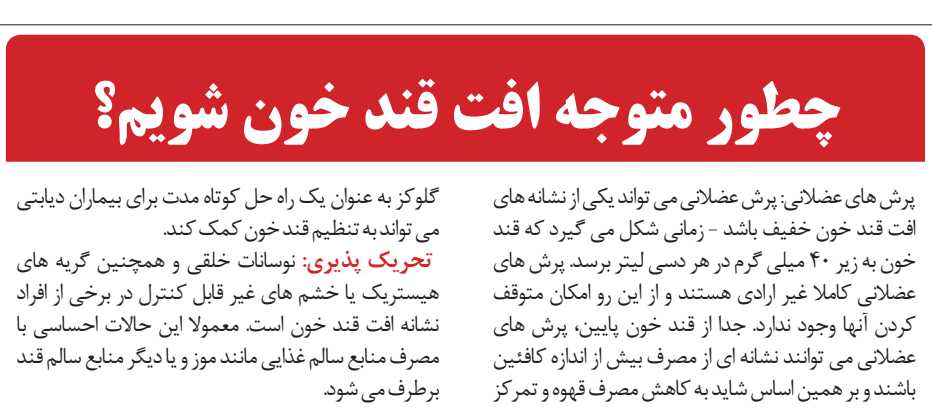 چطور متوجه افت قند خون شویم؟
پرش های عضلانی: پرش عضلانی می تواند یکی از نشانه های
افت قند خون خفیف باشد - زمانی شکل می گیرد که قند
خون به زیر ۴۰ میلی گرم در هر دسی لیتر برسد. پرش های
عضلانی کاملا غیر ارادی هستند و از این رو امکان متوقف
کردن آنها وجود ندارد. جدا از قند خون پایین، پرش های
عضلانی می توانند نشانه ای از مصرف بیش از اندازه کافئین
باشند و بر همین اساس شاید به کاهش مصرف قهوه و تمرکز
گلوکز به عنوان یک راه حل کوتاه مدت برای بیماران دیابتی
می تواند به تنظیم قند خون کمک کند.
تحریک پذیری: نوسانات خلقی و همچنین گریه های
هیستریک یا خشم های غیر قابل کنترل در برخی از افراد
نشانه افت قند خون است. معمولا این حالات احساسی با
مصرف منابع سالم غذایی مانند موز و یا دیگر منابع سالم قند
برطرف می شود.